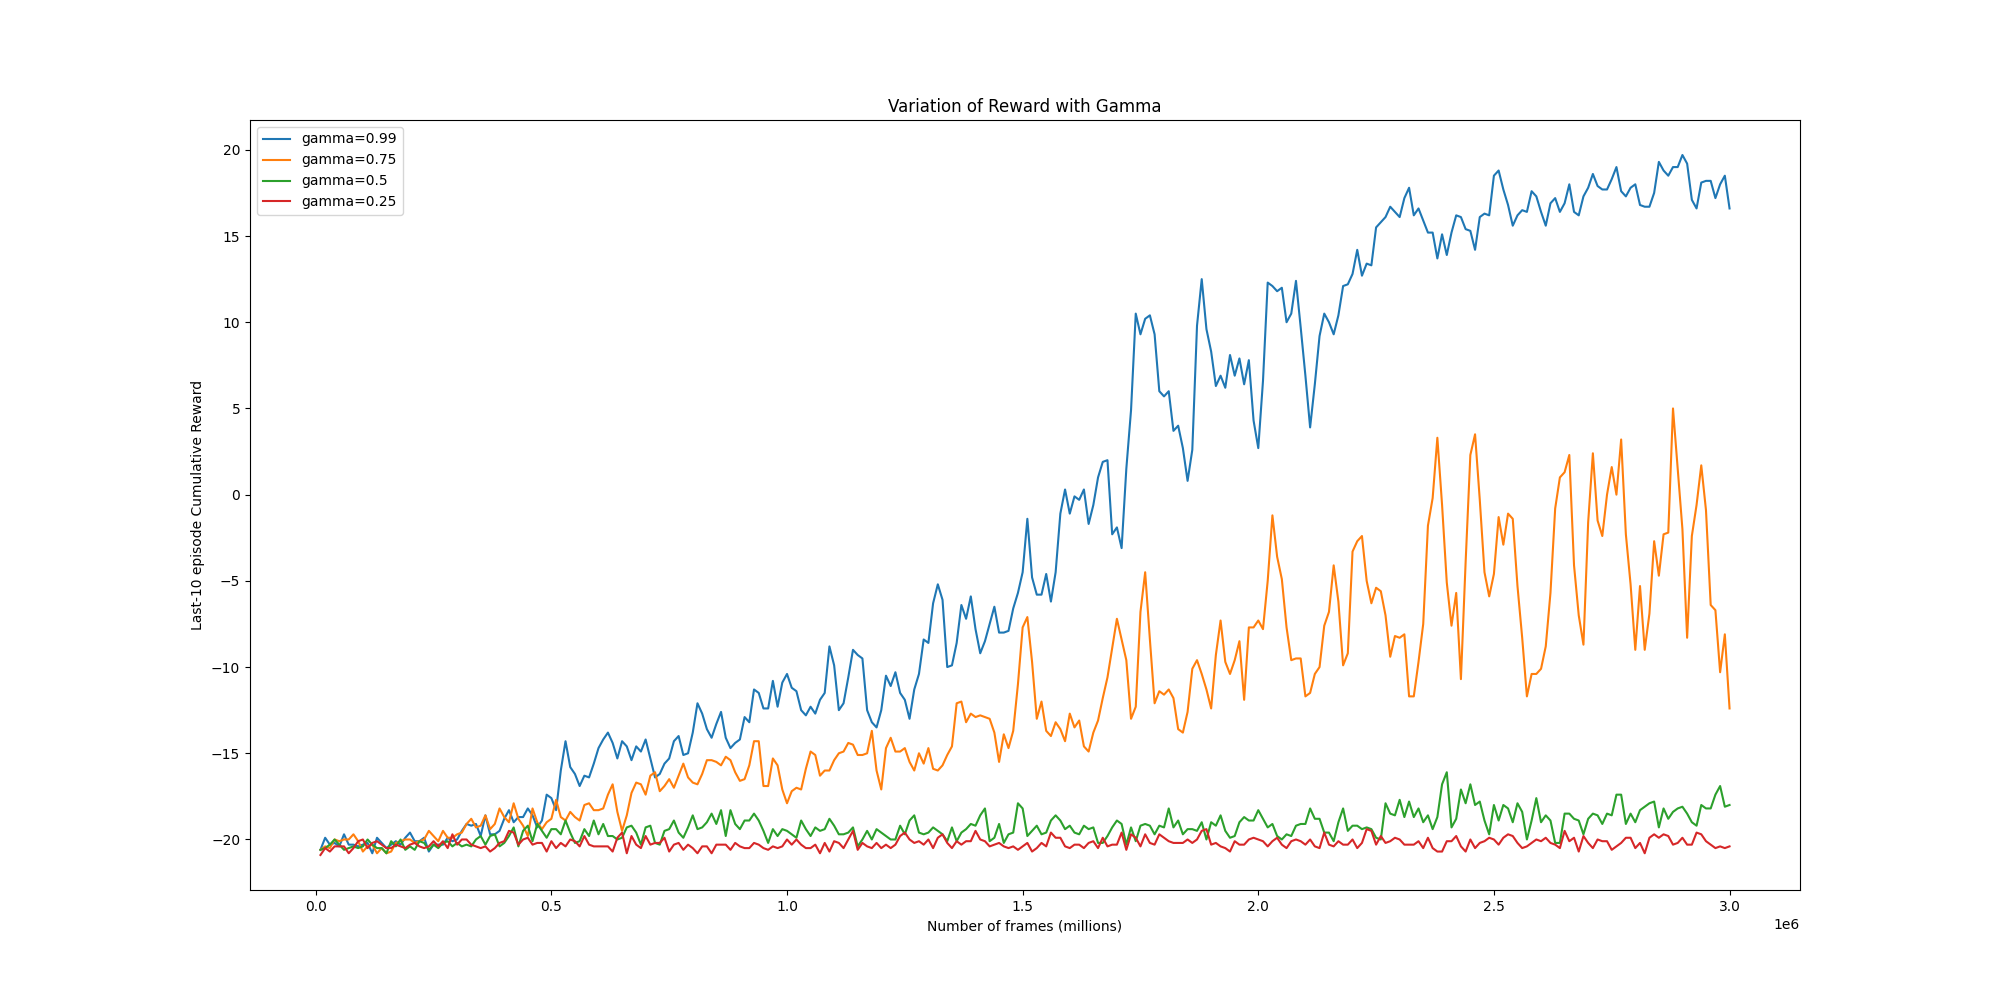 Variation of Reward with Gamma
gamma=0.99
gamma=0.75
gamma=0.5
gamma=0.25
Last-10 episode Cumulative Reward
20
15
10
5
0
−5
−10
−15
−20
0.0 0.5 1.0 1.5 2.0 2.5 3.0
1e6
Number of frames (millions)